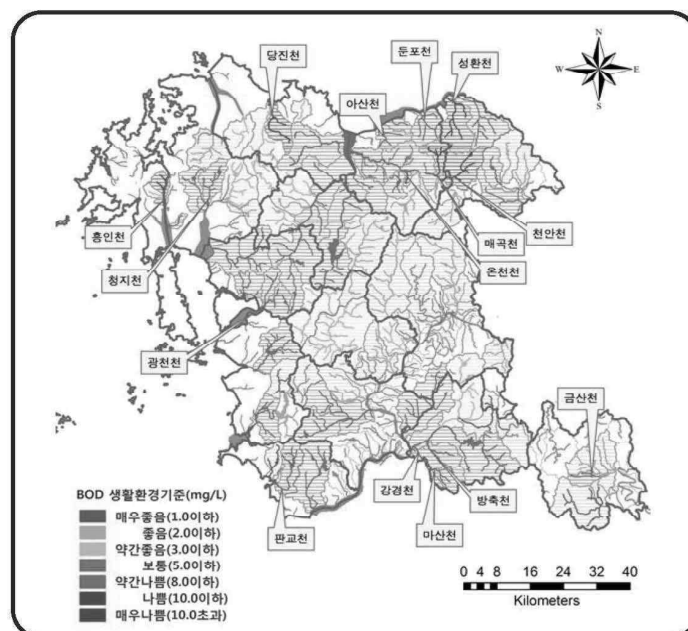 당진천
둔포천
성환천
아산천
N
W
E
S
흥인천
청지천
천안천
매곡천
온천천
광천천
금산천
강경천
방축천
판교천
마산천
BOD 생활환경기준(mg/L)
매우좋음(1.0이하)
좋음(2.0이하)
약간좋음(3.0이하)
보통(5.0이하)
약간나쁨(8.0이하)
나쁨(10.0이하)
매우나쁨(10.0초과)
0 4 8 16 24 32 40
Kilometers